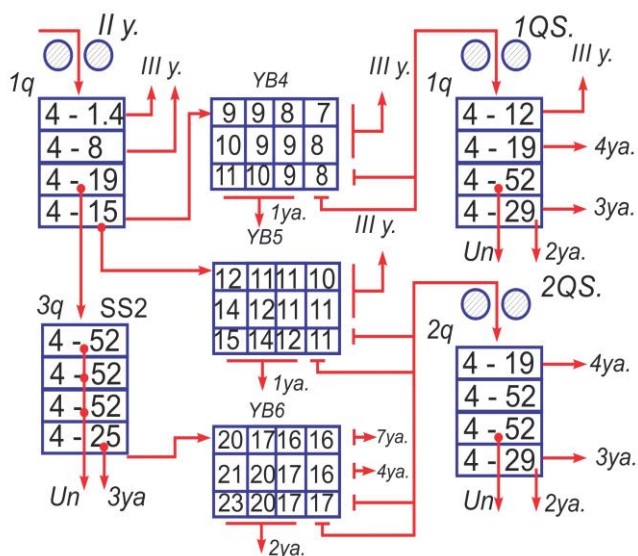 II y.
1q
III y.
4 - 1.4
4 - 8
4 - 19
4 - 15
YB4
9 9 8 7
10 9 9 8
11 10 9 8
III y.
1ya.
YB5
12 11 11 10
14 12 11 11
15 14 12 11
III y.
1ya.
3q SS2
4 - 52
4 - 52
4 - 52
4 - 25
Un 3ya
YB6
20 17 16 16
21 20 17 16
23 20 17 17
7ya.
4ya.
2ya.
1QS.
1q
III y.
4 - 12
4 - 19
4 - 52
4 - 29
4ya.
3ya.
Un 2ya.
2QS.
2q
4 - 19
4 - 52
4 - 52
4 - 29
4ya.
3ya.
Un 2ya.